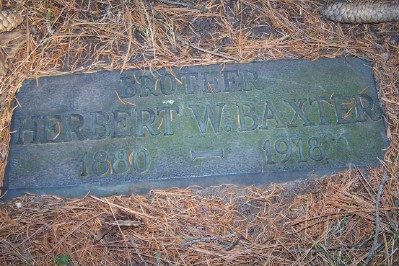 BROTHER
HERBERT W. BAXTER
1880 — 1918